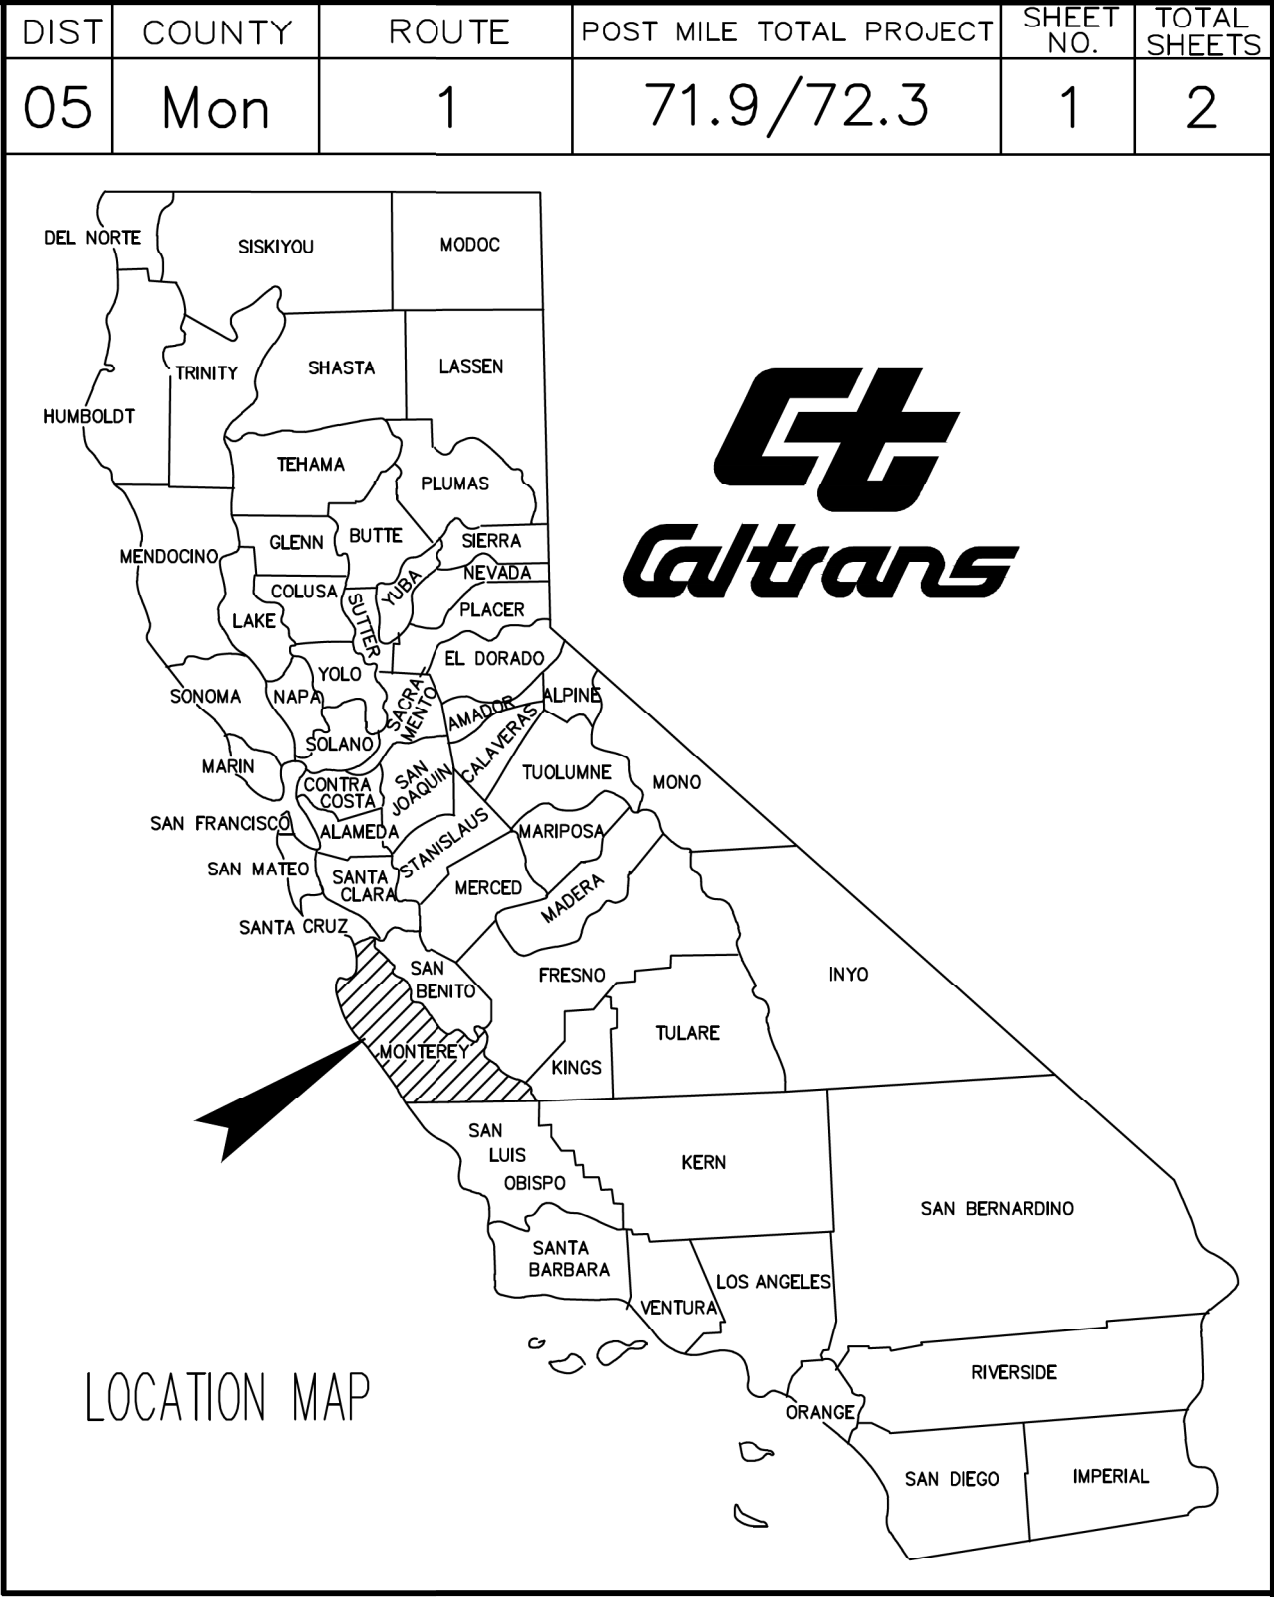 DIST COUNTY ROUTE POST MILE TOTAL PROJECT SHEET NO. TOTAL SHEETS
05 Mon 1 71.9/72.3 1 2
DEL NORTE
SISKIYOU
MODOC
TRINITY
SHASTA
LASSEN
HUMBOLDT
TEHAMA
PLUMAS
MENDOCINO
GLENN
BUTTE
SIERRA
NEVADA
COLUSA
YUBA
SUTTER
PLACER
LAKE
EL DORADO
YOLO
SONOMA
NAPA
SACRA-
MENTO
AMADOR
ALPINE
SOLANO
CALAVERAS
MARIN
CONTRA
COSTA
SAN
JOAQUIN
TUOLUMNE
MONO
SAN FRANCISCO
ALAMEDA
STANISLAUS
MARIPOSA
SAN MATEO
SANTA
CLARA
MERCED
MADERA
SANTA CRUZ
SAN
BENITO
FRESNO
INYO
MONTEREY
KINGS
TULARE
SAN
LUIS
OBISPO
KERN
SAN BERNARDINO
SANTA
BARBARA
VENTURA
LOS ANGELES
RIVERSIDE
ORANGE
SAN DIEGO
IMPERIAL
Ct
Caltrans
LOCATION MAP